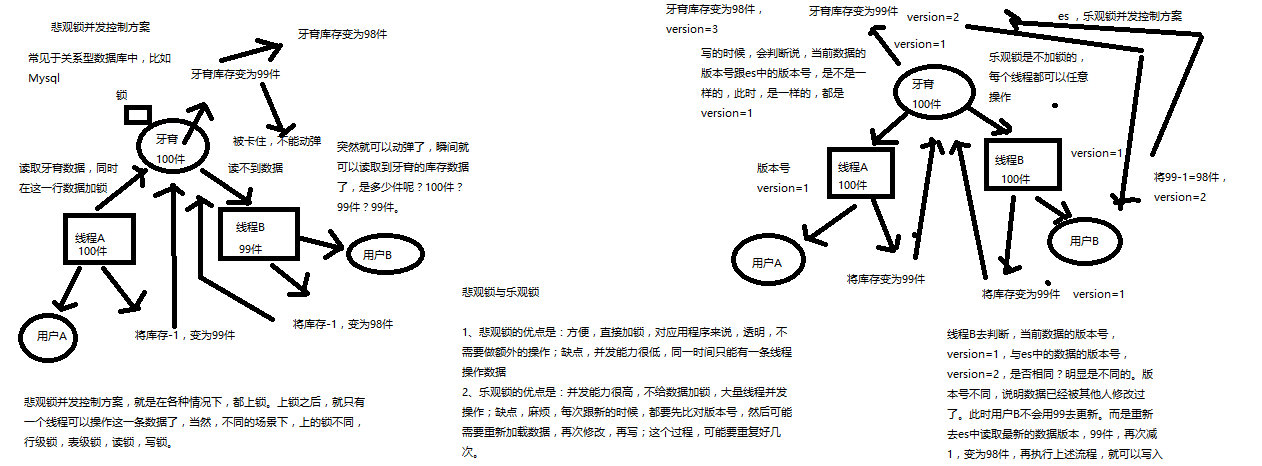 悲观锁并发控制方案
常见于关系型数据库中，比如
Mysql
牙膏库存变为98件
牙膏库存变为99件
锁
牙膏
100件
被卡住，不能动弹
读取牙膏数据，同时
在这一行数据加锁
读不到数据
突然就可以动弹了，瞬间就
可以读取到牙膏的库存数据
了，是多少件呢？100件？
99件？99件。
线程A
100件
线程B
99件
用户B
用户A
将库存-1，变为99件
将库存-1，变为98件
悲观锁并发控制方案，就是在各种情况下，都上锁。上锁之后，就只有
一个线程可以操作这一条数据了，当然，不同的场景下，上的锁不同，
行级锁，表级锁，读锁，写锁。
悲观锁与乐观锁
1、悲观锁的优点是：方便，直接加锁，对应用程序来说，透明，不
需要做额外的操作；缺点，并发能力很低，同一时间只能有一条线程
操作数据
2、乐观锁的优点是：并发能力很高，不给数据加锁，大量线程并发
操作；缺点，麻烦，每次跟新的时候，都要先比对版本号，然后可能
需要重新加载数据，再次修改，再写；这个过程，可能要重复好几
次。
牙膏库存变为98件，
version=3
牙膏库存变为99件
version=2
es ，乐观锁并发控制方案
version=1
写的时候，会判断说，当前数据的
版本号跟es中的版本号，是不是一
样的，此时，是一样的，都是
version=1
乐观锁是不加锁的，
每个线程都可以任意
操作
牙膏
100件
版本号
version=1
线程A
100件
线程B
100件
version=1
将99-1=98件，
version=2
用户A
用户B
将库存变为99件
将库存变为99件
version=1
线程B去判断，当前数据的版本号，
version=1，与es中的数据的版本号，
version=2，是否相同？明显是不同的。版
本号不同，说明数据已经被其他人修改过
了。此时用户B不会用99去更新。而是重新
去es中读取最新的数据版本，99件，再次减
1，变为98件，再执行上述流程，就可以写入